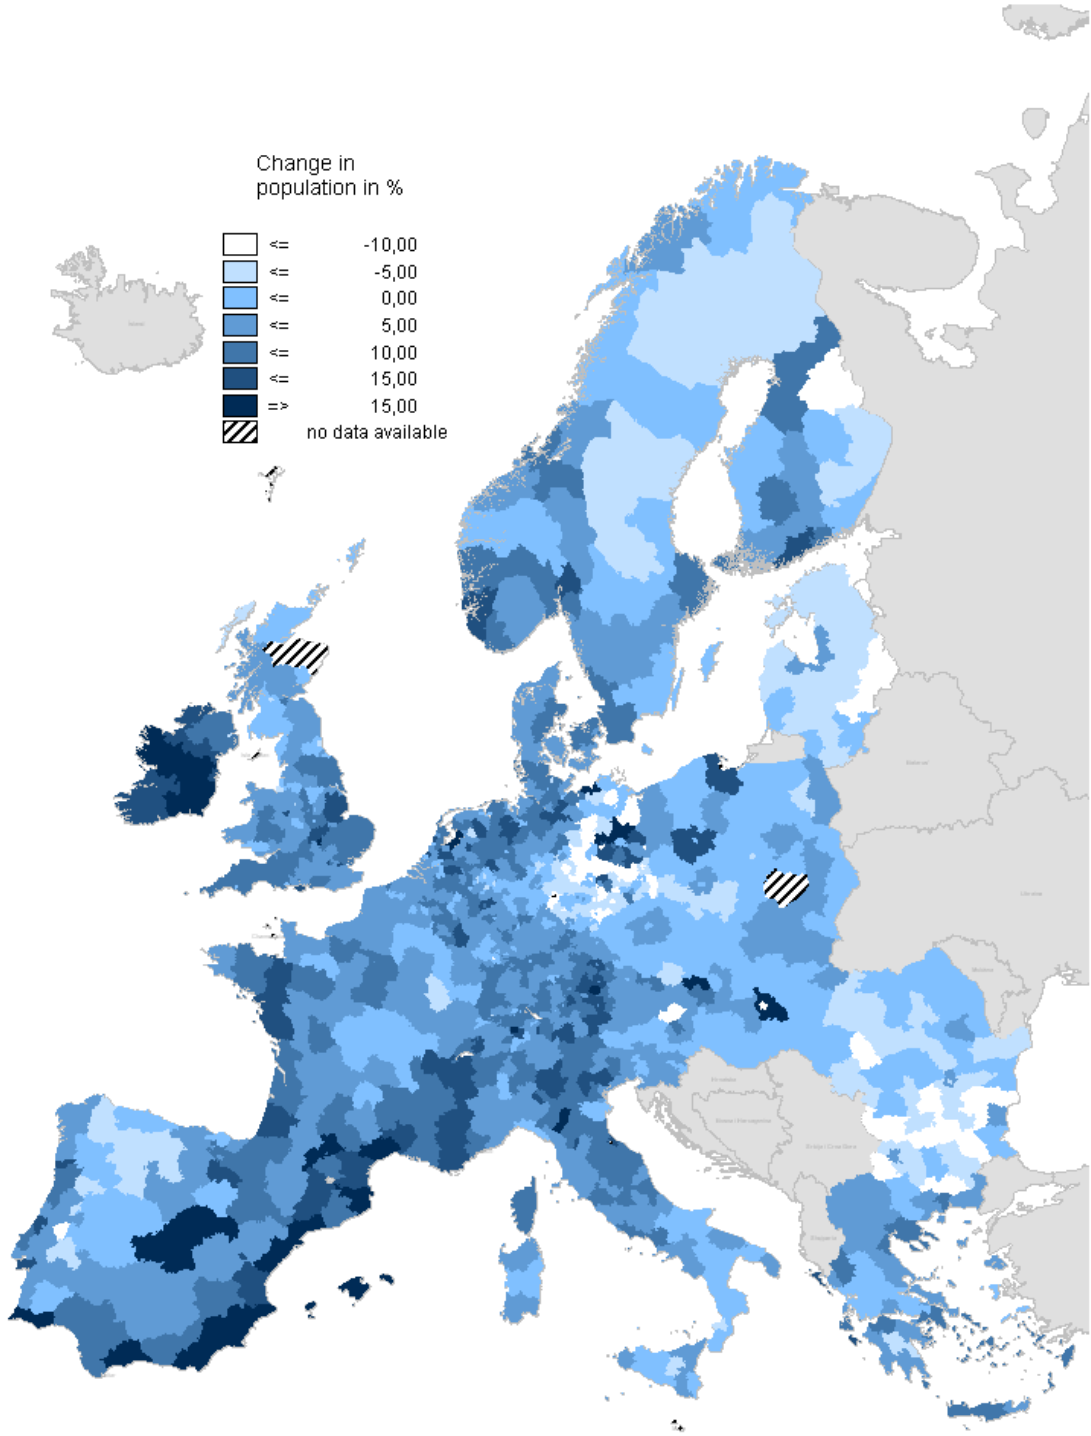 Change in
population in %
<= -10,00
<= -5,00
<= 0,00
<= 5,00
<= 10,00
<= 15,00
=> 15,00
no data available